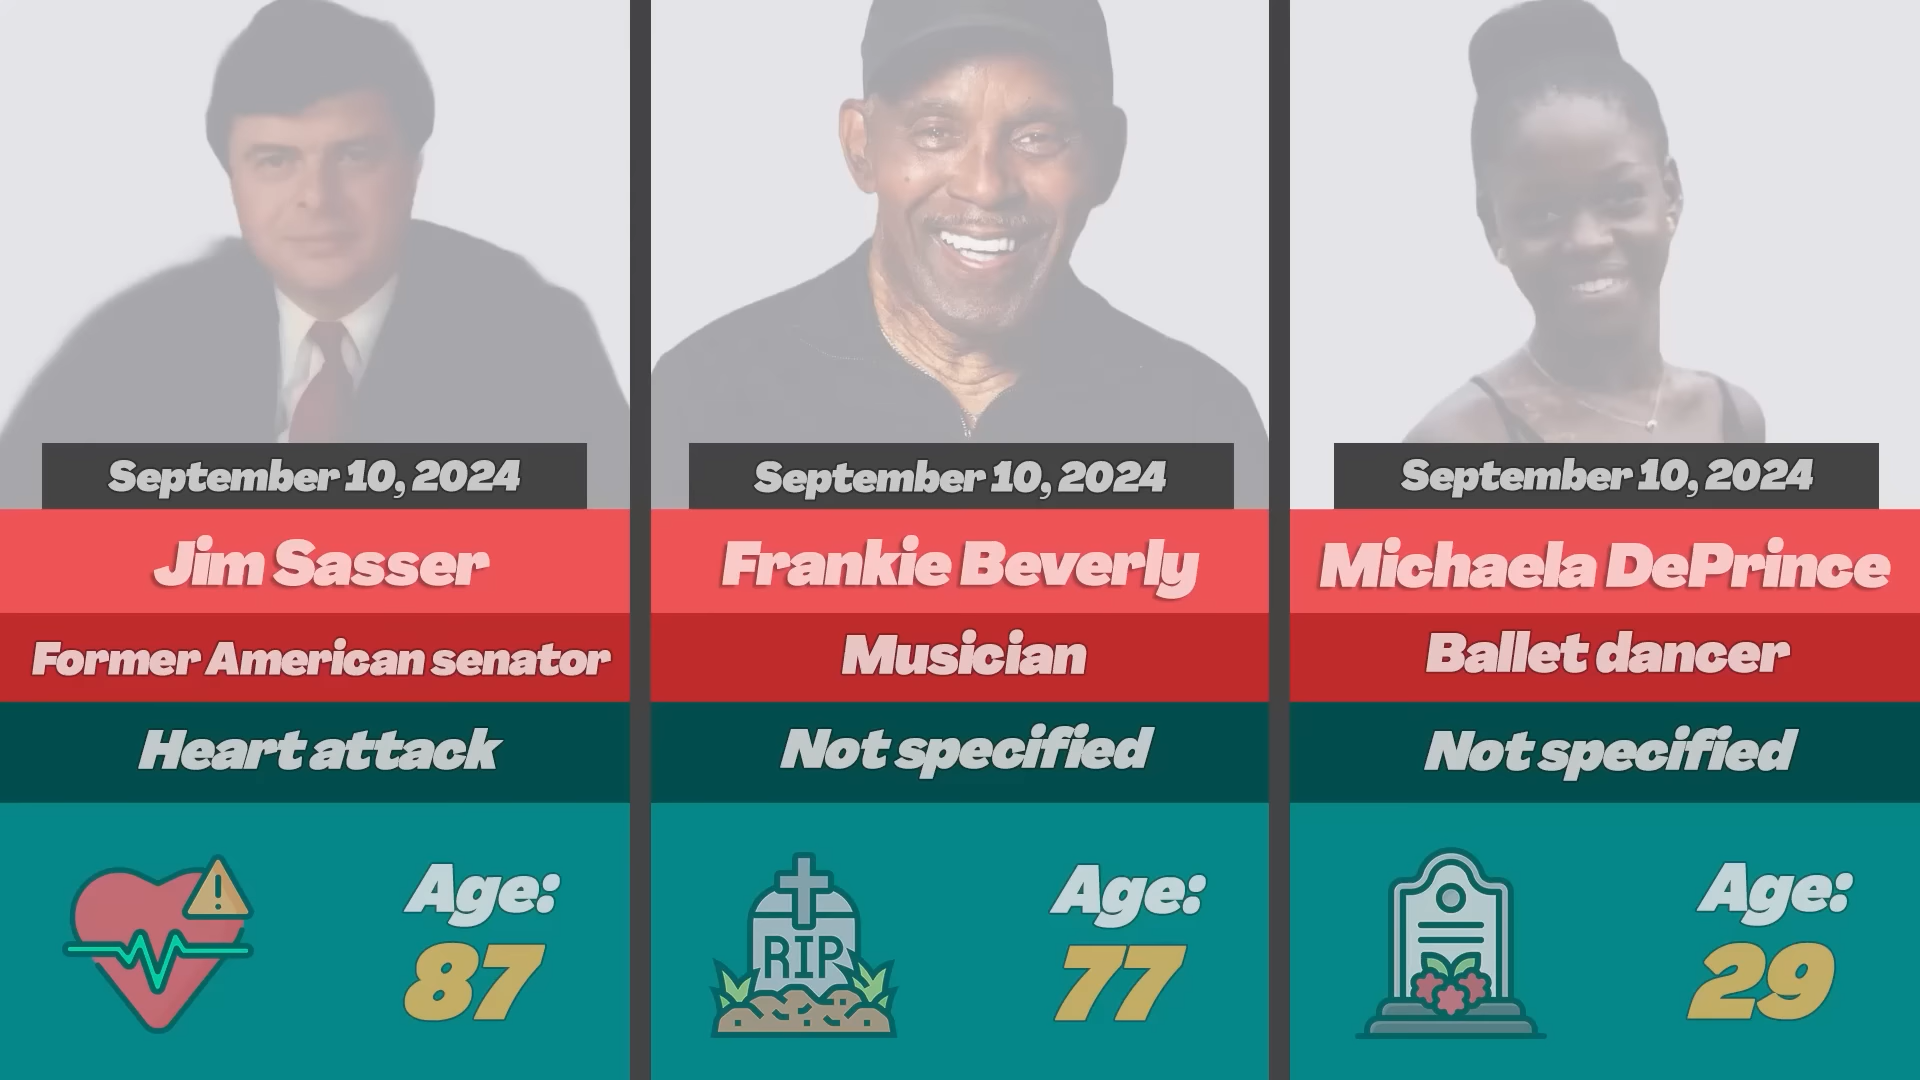 September 10, 2024
Jim Sasser
Former American senator
Heart attack
Age:
87
September 10, 2024
Frankie Beverly
Musician
Not specified
RIP
Age:
77
September 10, 2024
Michaela DePrince
Ballet dancer
Not specified
Age:
29